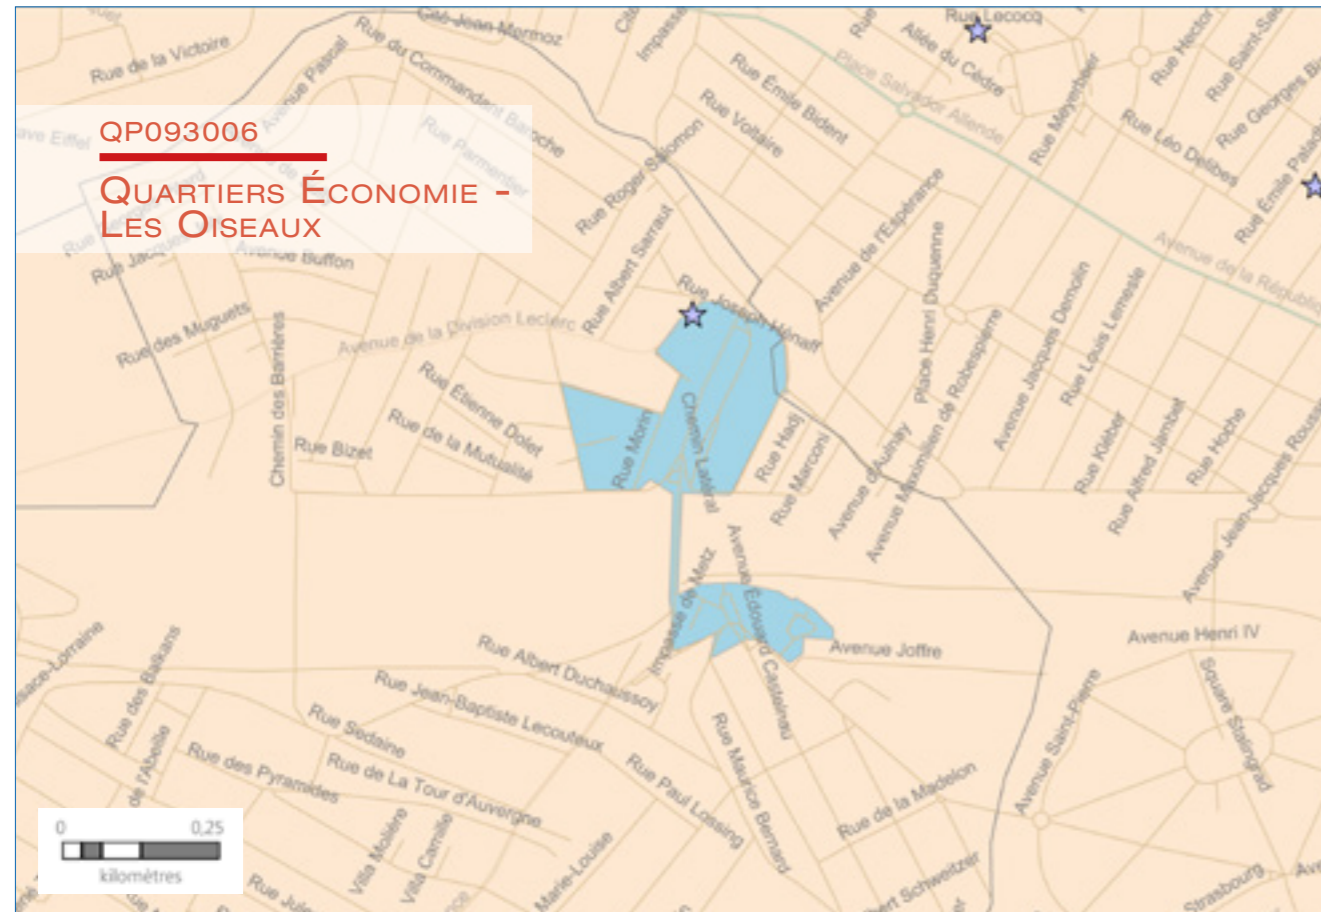 Cité Jean Mermoz
Rue Lecocq
Rue de la Victoire
Avenue Pascal
Rue du Commandant Baroche
Impasse
Allée du Cèdre
Rue Hector
Rue Émile Bident
Place Salvador Allende
Rue Meyerbeer
Rue Voltaire
Rue Léo Delibes
QP093006
Quartiers Économie -
Les Oiseaux
Rue Parmentier
Rue Roger Salomon
Rue Albert Sarraut
Avenue de l'Espérance
Avenue Buffon
Rue Joseph Hénaff
Place Henri Duquenne
Rue des Muguets
Avenue de la Division Leclerc
Chemin des Barrières
Avenue Jacques Demolin
Rue Louis Lemesle
Rue Étienne Dolet
Rue de la Mutualité
Rue Bizet
Rue Morin
Chemin Latéral
Rue Hadj
Rue Marconi
Avenue d'Aulnay
Avenue Maximilien de Robespierre
Rue Kléber
Rue Alfred Jambel
Rue Hoche
Impasse de Metz
Avenue Édouard Castelnau
Avenue Joffre
Avenue Henri IV
Square Stalingrad
Avenue Saint-Pierre
Rue des Balkans
Rue Albert Duchaussoy
Rue Jean-Baptiste Lecouteux
Rue Sedaine
Rue des Pyramides
Rue de La Tour d'Auvergne
Rue Maurice Bernard
Rue Paul Lossing
Rue de la Madelon
de l'Abeille
Villa Molière
Villa Camille
Marie-Louise
Strasbourg
0 0,25
kilomètres